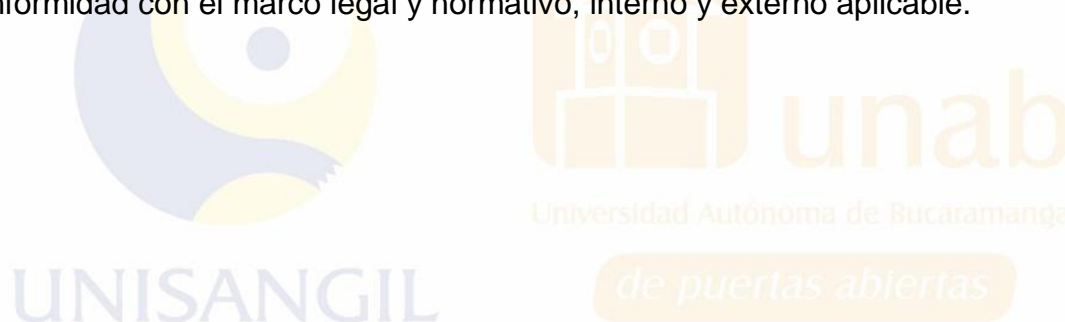 nformidad con el marco legal y normativo, interno y externo aplicable.
unab
Universidad Autónoma de Bucaramanga
UNISANGIL
de puertas abiertas